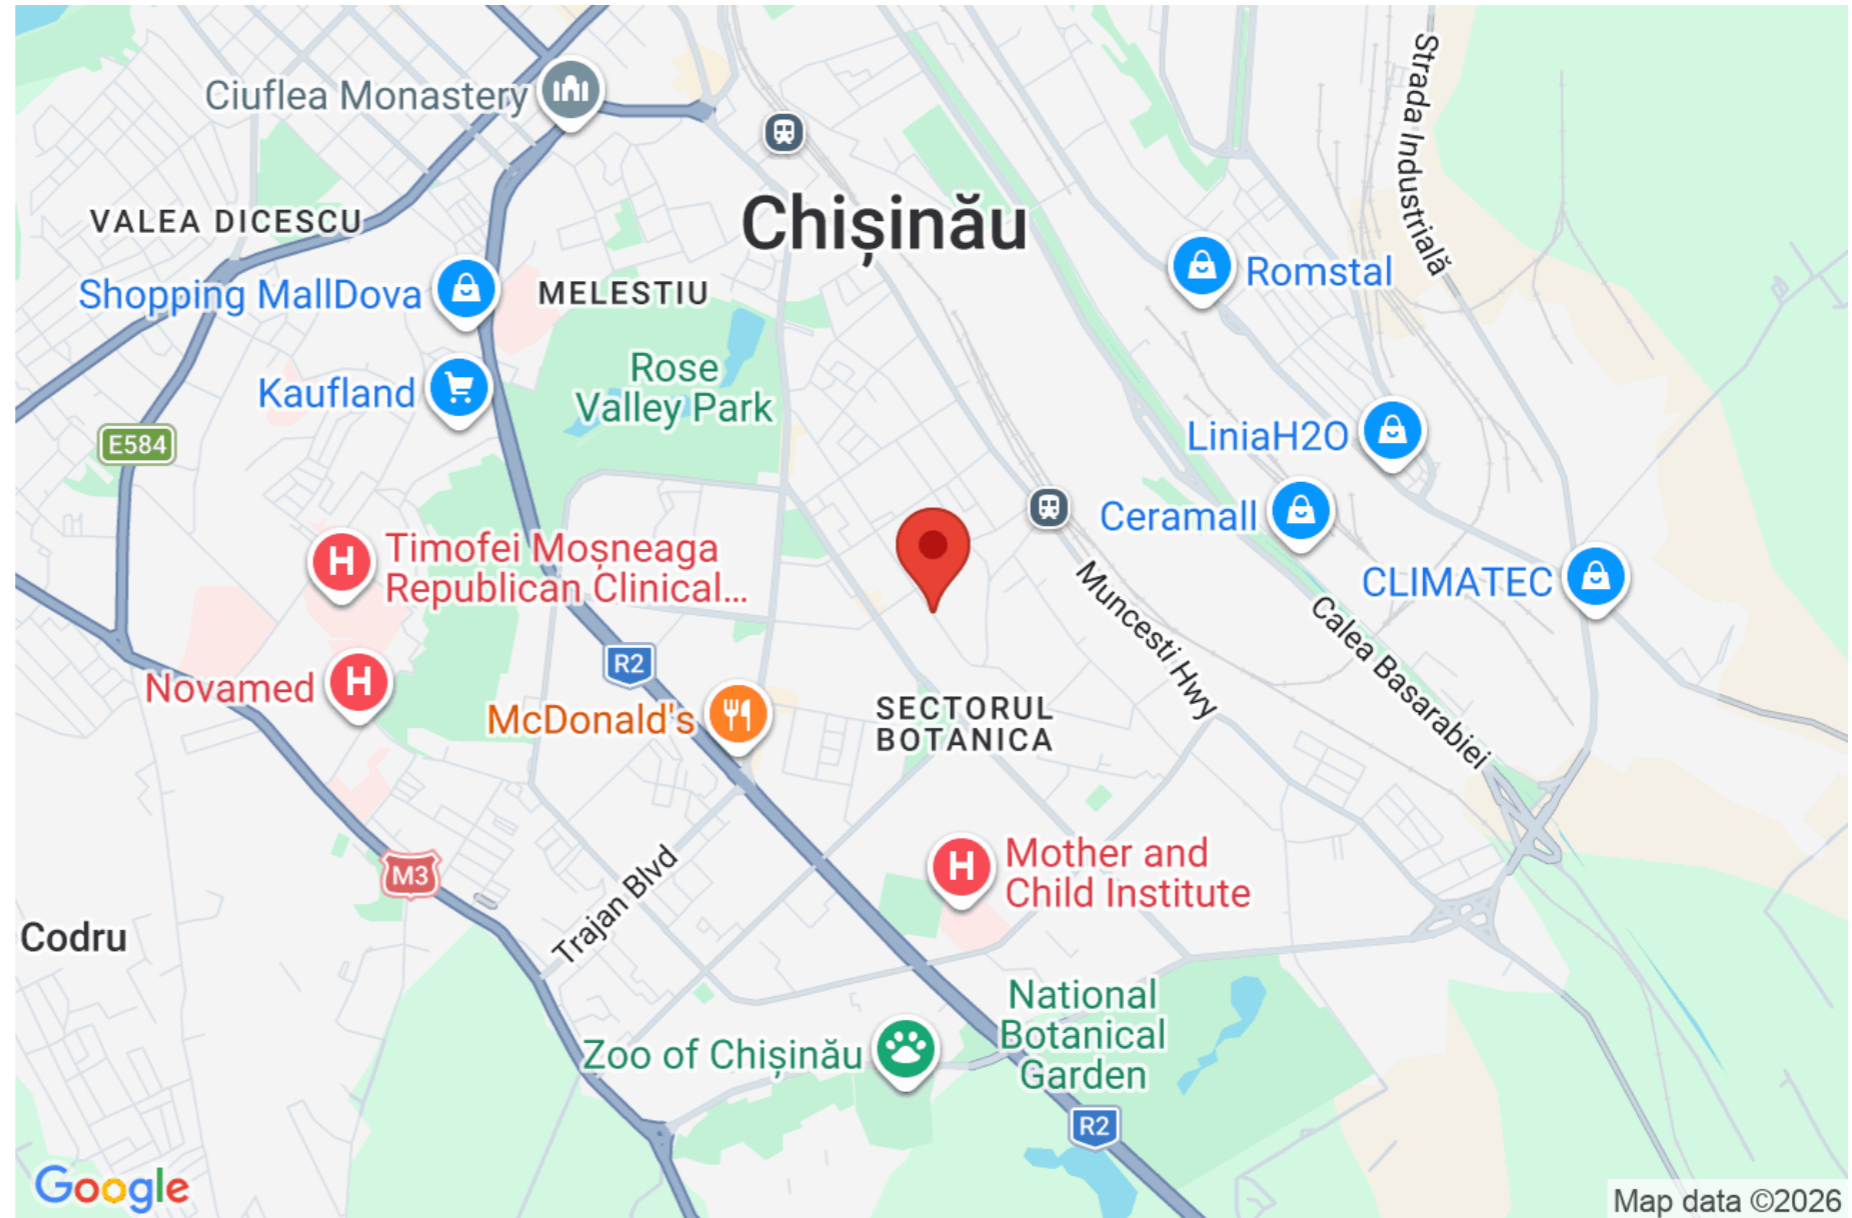 Ciuflea Monastery
Strada Industrială
VALEA DICESCU
Chișinău
Shopping MallDova
MELESTIU
Romstal
Rose
Valley Park
Kaufland
E584
LiniaH2O
Ceramall
Timofei Moșneaga
Republican Clinical...
CLIMATEC
Muncesti Hwy
Calea Basarabiei
R2
Novamed
McDonald's
SECTORUL
BOTANICA
Mother and
Child Institute
M3
Trajan Blvd
Codru
National
Botanical
Garden
Zoo of Chișinău
R2
Google
Map data ©2026